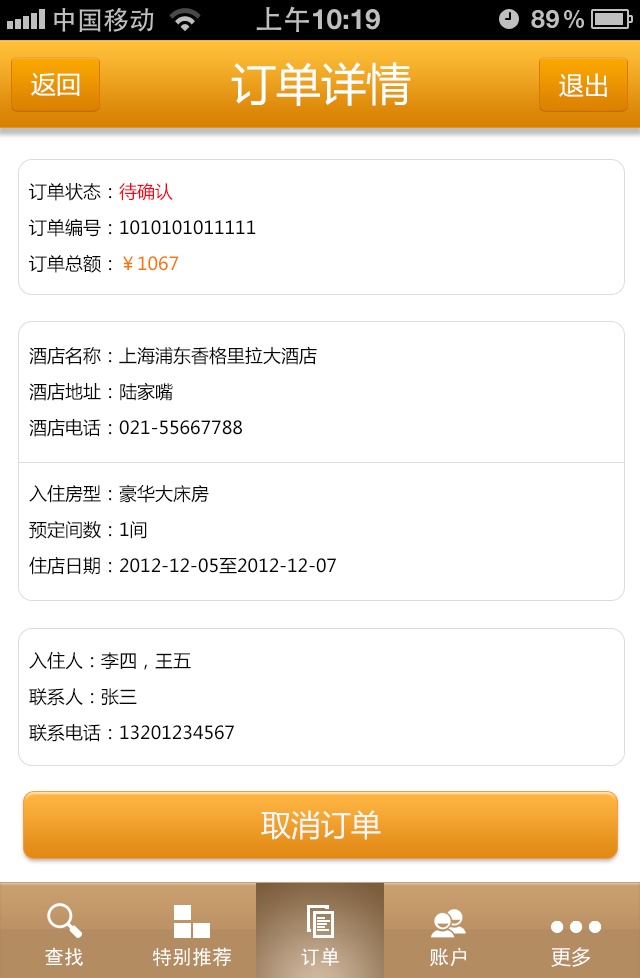 中国移动 上午10:19 89%
返回 订单详情 退出
订单状态：待确认
订单编号：1010101011111
订单总额：￥1067
酒店名称：上海浦东香格里拉大酒店
酒店地址：陆家嘴
酒店电话：021-55667788
入住房型：豪华大床房
预定间数：1间
住店日期：2012-12-05至2012-12-07
入住人：李四，王五
联系人：张三
联系电话：13201234567
取消订单
查找 特别推荐 订单 账户 更多